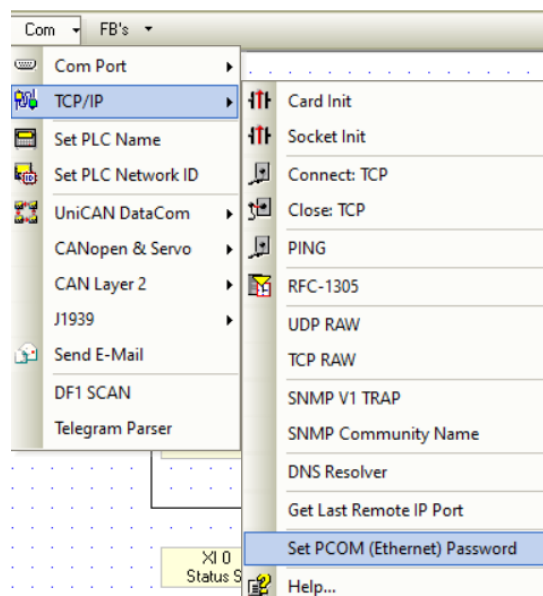 Com FB's
Com Port
TCP/IP
Set PLC Name
Set PLC Network ID
UniCAN DataCom
CANopen & Servo
CAN Layer 2
J1939
Send E-Mail
DF1 SCAN
Telegram Parser
Card Init
Socket Init
Connect: TCP
Close: TCP
PING
RFC-1305
UDP RAW
TCP RAW
SNMP V1 TRAP
SNMP Community Name
DNS Resolver
Get Last Remote IP Port
Set PCOM (Ethernet) Password
Help...
XI 0
Status S